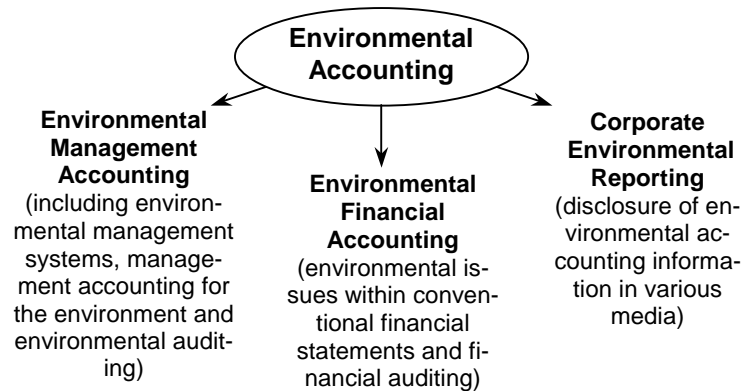 Environmental
Accounting
Environmental
Management
Accounting
(including environ-
mental management
systems, manage-
ment accounting for
the environment and
environmental audit-
ing)
Environmental
Financial
Accounting
(environmental is-
sues within conven-
tional financial
statements and fi-
nancial auditing)
Corporate
Environmental
Reporting
(disclosure of en-
vironmental ac-
counting informa-
tion in various
media)